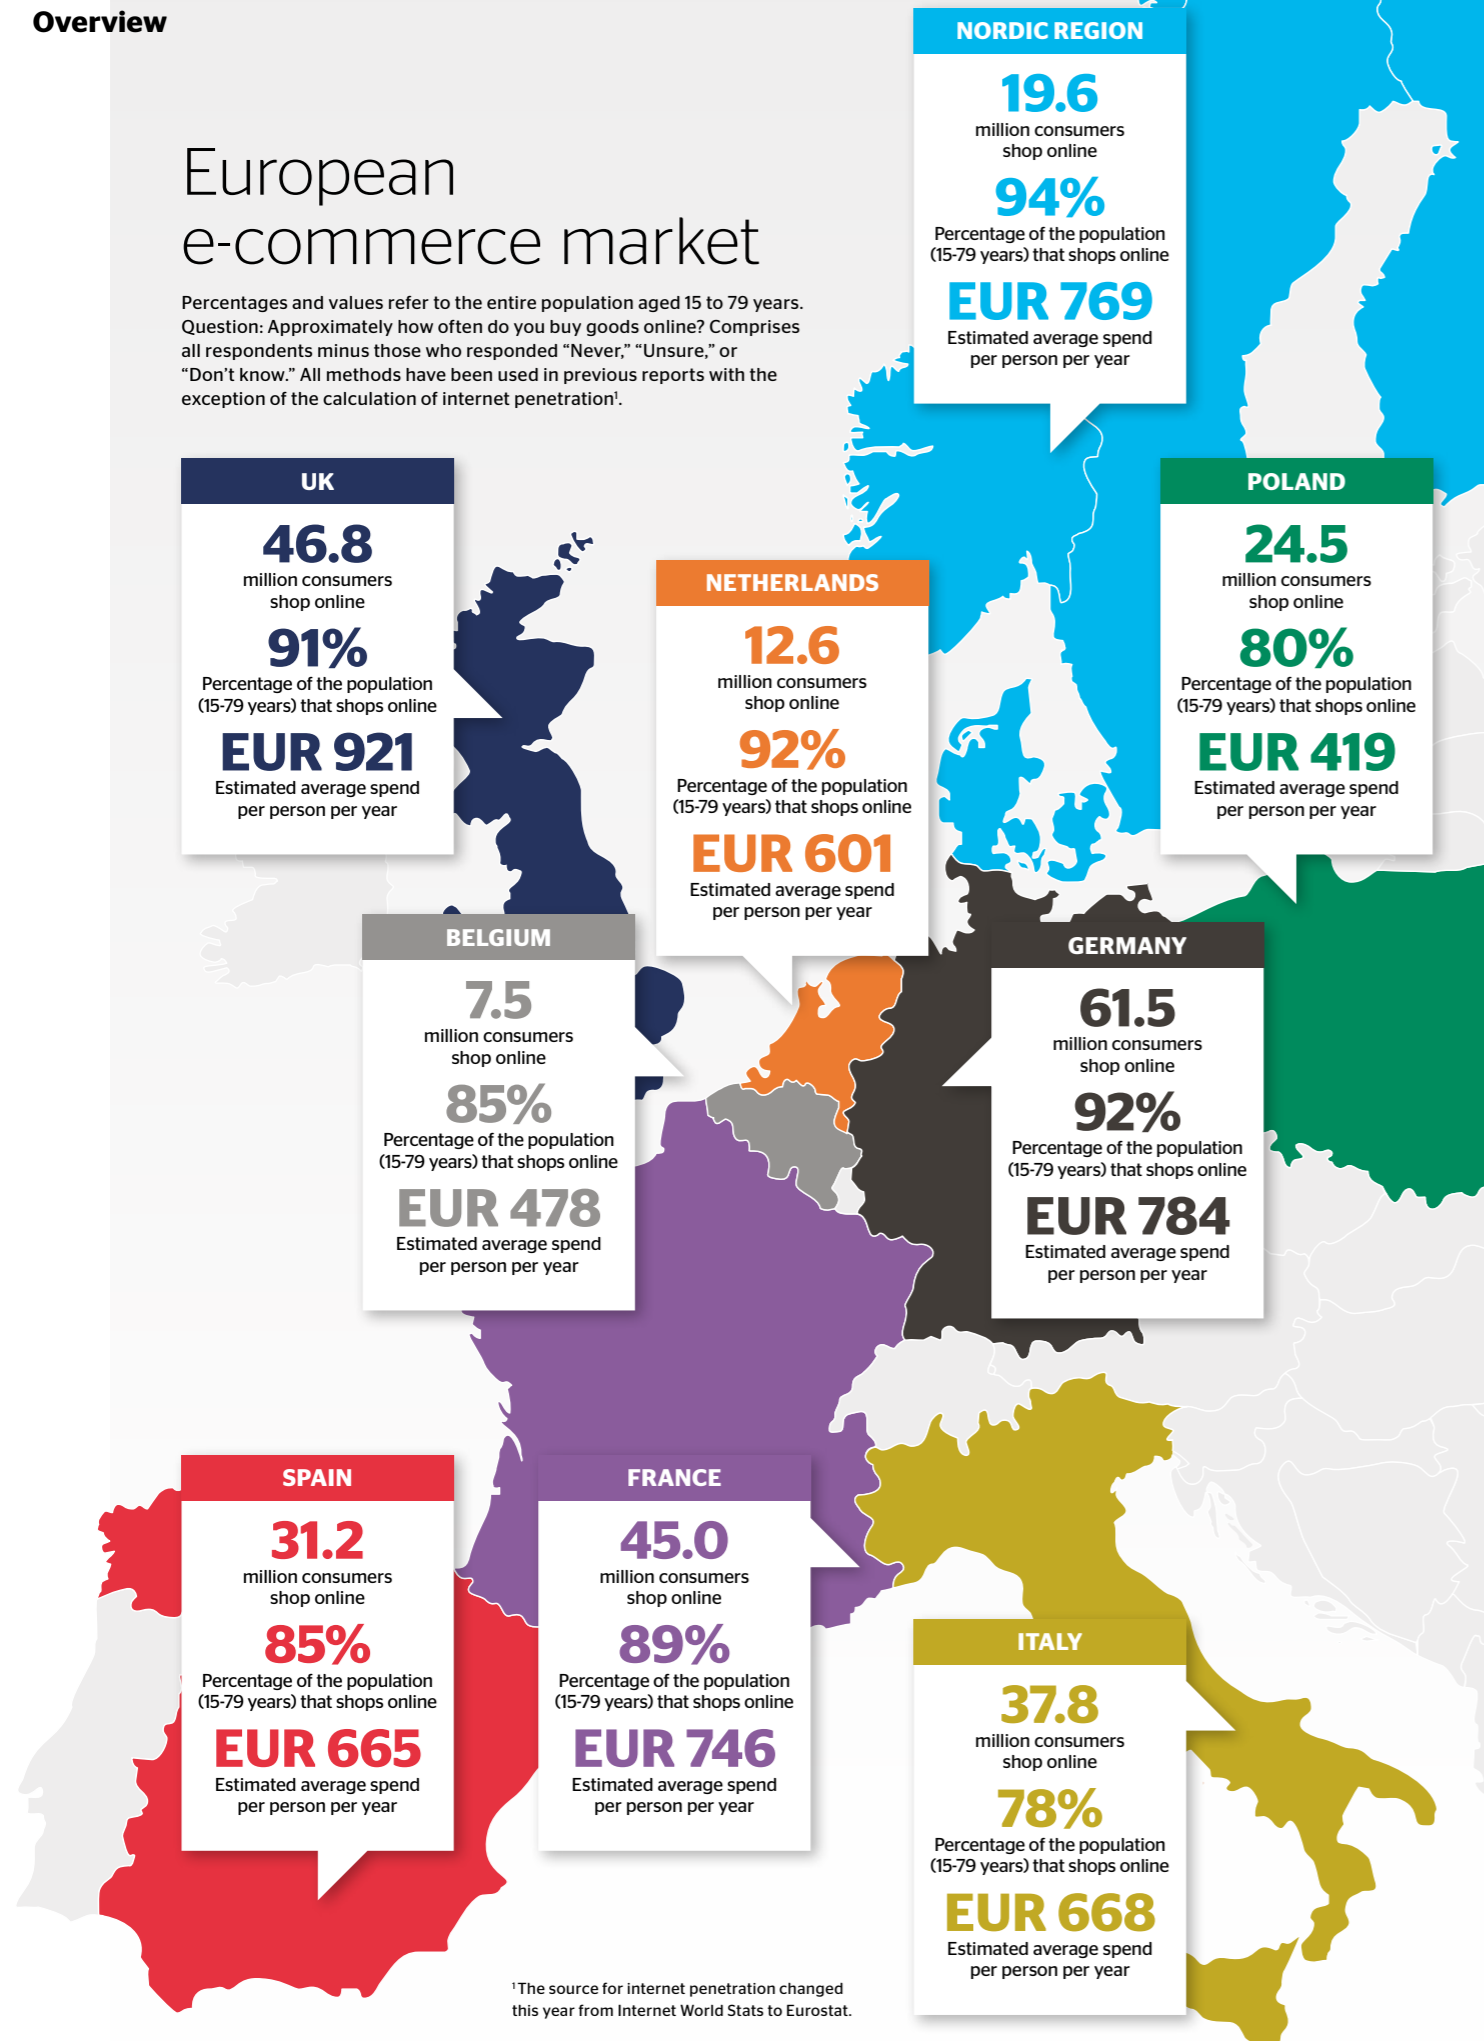 Overview
European
e-commerce market
Percentages and values refer to the entire population aged 15 to 79 years.
Question: Approximately how often do you buy goods online? Comprises
all respondents minus those who responded “Never,” “Unsure,” or
“Don’t know.” All methods have been used in previous reports with the
exception of the calculation of internet penetration¹.
NORDIC REGION
19.6
million consumers
shop online
94%
Percentage of the population
(15-79 years) that shops online
EUR 769
Estimated average spend
per person per year
UK
46.8
million consumers
shop online
91%
Percentage of the population
(15-79 years) that shops online
EUR 921
Estimated average spend
per person per year
NETHERLANDS
12.6
million consumers
shop online
92%
Percentage of the population
(15-79 years) that shops online
EUR 601
Estimated average spend
per person per year
POLAND
24.5
million consumers
shop online
80%
Percentage of the population
(15-79 years) that shops online
EUR 419
Estimated average spend
per person per year
BELGIUM
7.5
million consumers
shop online
85%
Percentage of the population
(15-79 years) that shops online
EUR 478
Estimated average spend
per person per year
GERMANY
61.5
million consumers
shop online
92%
Percentage of the population
(15-79 years) that shops online
EUR 784
Estimated average spend
per person per year
SPAIN
31.2
million consumers
shop online
85%
Percentage of the population
(15-79 years) that shops online
EUR 665
Estimated average spend
per person per year
FRANCE
45.0
million consumers
shop online
89%
Percentage of the population
(15-79 years) that shops online
EUR 746
Estimated average spend
per person per year
ITALY
37.8
million consumers
shop online
78%
Percentage of the population
(15-79 years) that shops online
EUR 668
Estimated average spend
per person per year
¹ The source for internet penetration changed
this year from Internet World Stats to Eurostat.